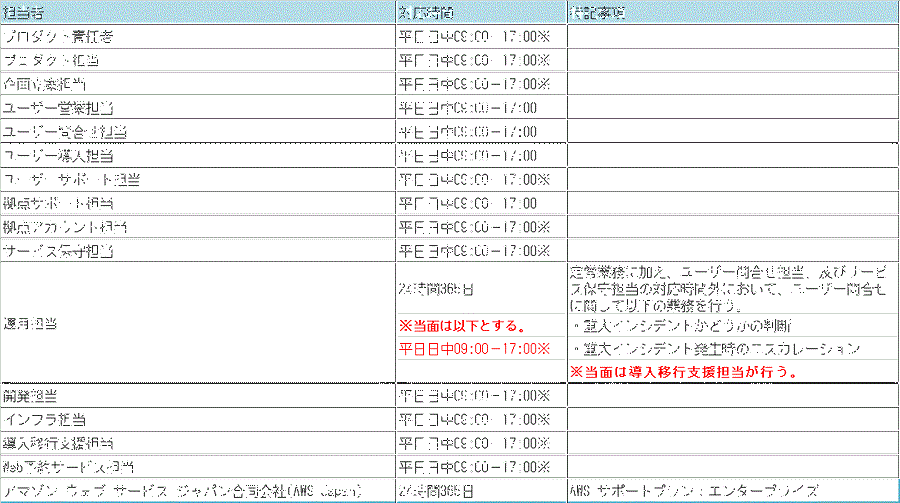 担当者 対応時間 特記事項
プロダクト責任者 平日日中09:00-17:00※
プロダクト担当 平日日中09:00-17:00※
企画立案担当 平日日中09:00-17:00※
ユーザー営業担当 平日日中09:00-17:00
ユーザー問合せ担当 平日日中09:00-17:00
ユーザー導入担当 平日日中09:00-17:00
ユーザーサポート担当 平日日中09:00-17:00※
拠点サポート担当 平日日中09:00-17:00
拠点アカウント担当 平日日中09:00-17:00※
サービス保守担当 平日日中09:00-17:00※
運用担当
24時間365日
※当面は以下とする。
平日日中09:00-17:00※
定常業務に加え、ユーザー問合せ担当、及びサービ
ス保守担当の対応時間外において、ユーザー問合せ
に関して以下の業務を行う。
・重大インシデントかどうかの判断
・重大インシデント発生時のエスカレーション
※当面は導入移行支援担当が行う。
開発担当 平日日中09:00-17:00※
インフラ担当 平日日中09:00-17:00※
導入移行支援担当 平日日中09:00-17:00※
Web予約サービス担当 平日日中09:00-17:00※
アマゾン ウェブ サービス ジャパン合同会社(AWS Japan) 24時間365日 AWS サポートプラン：エンタープライズ